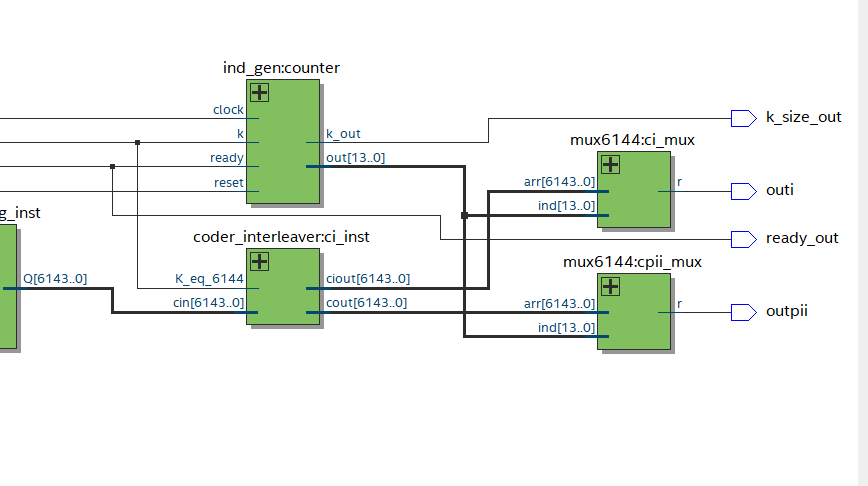 ind_gen:counter
clock
k
ready
reset
k_out
out[13..0]
k_size_out
mux6144:ci_mux
arr[6143..0]
ind[13..0]
r
outi
ready_out
g_inst
Q[6143..0]
coder_interleaver:ci_inst
K_eq_6144
cin[6143..0]
ciout[6143..0]
cout[6143..0]
mux6144:cpii_mux
arr[6143..0]
ind[13..0]
r
outpii